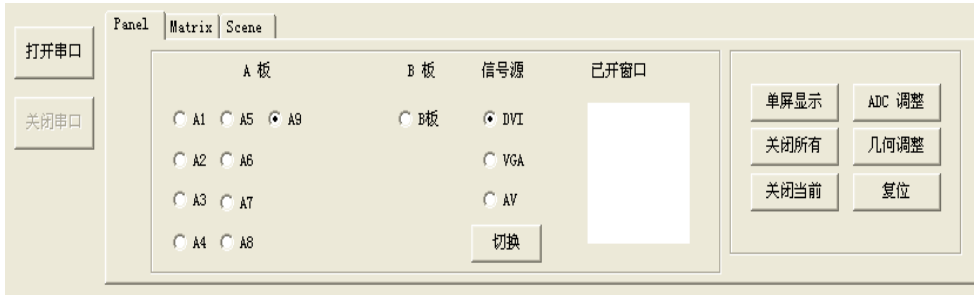 Panel Matrix Scene
打开串口
关闭串口
A 板 B 板 信号源 已开窗口
A1 A5 A9 B板 DVI
A2 A6 VGA
A3 A7 AV
A4 A8 切换
单屏显示 ADC 调整
关闭所有 几何调整
关闭当前 复位